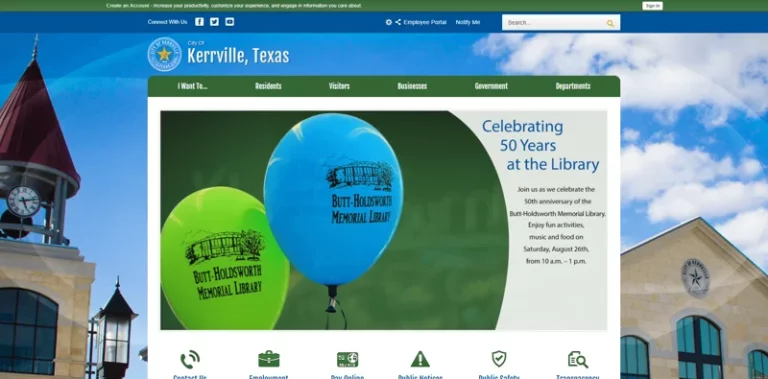 Create an Account - Increase your productivity, customize your experience, and engage in information you care about.
Sign In
Connect With Us
Employee Portal
Notify Me
Search...
City Of
Kerrville, Texas
I Want To...
Residents
Visitors
Businesses
Government
Departments
Celebrating
50 Years
at the Library
Join us as we celebrate the
50th anniversary of the
Butt-Holdsworth Memorial Library.
Enjoy fun activities,
music and food on
Saturday, August 26th,
from 10 a.m. – 1 p.m.
Butt-Holdsworth
Memorial Library
Butt-Holdsworth
Memorial Library
Contact Us
Employment
Pay Online
Public Notices
Public Safety
Transparency